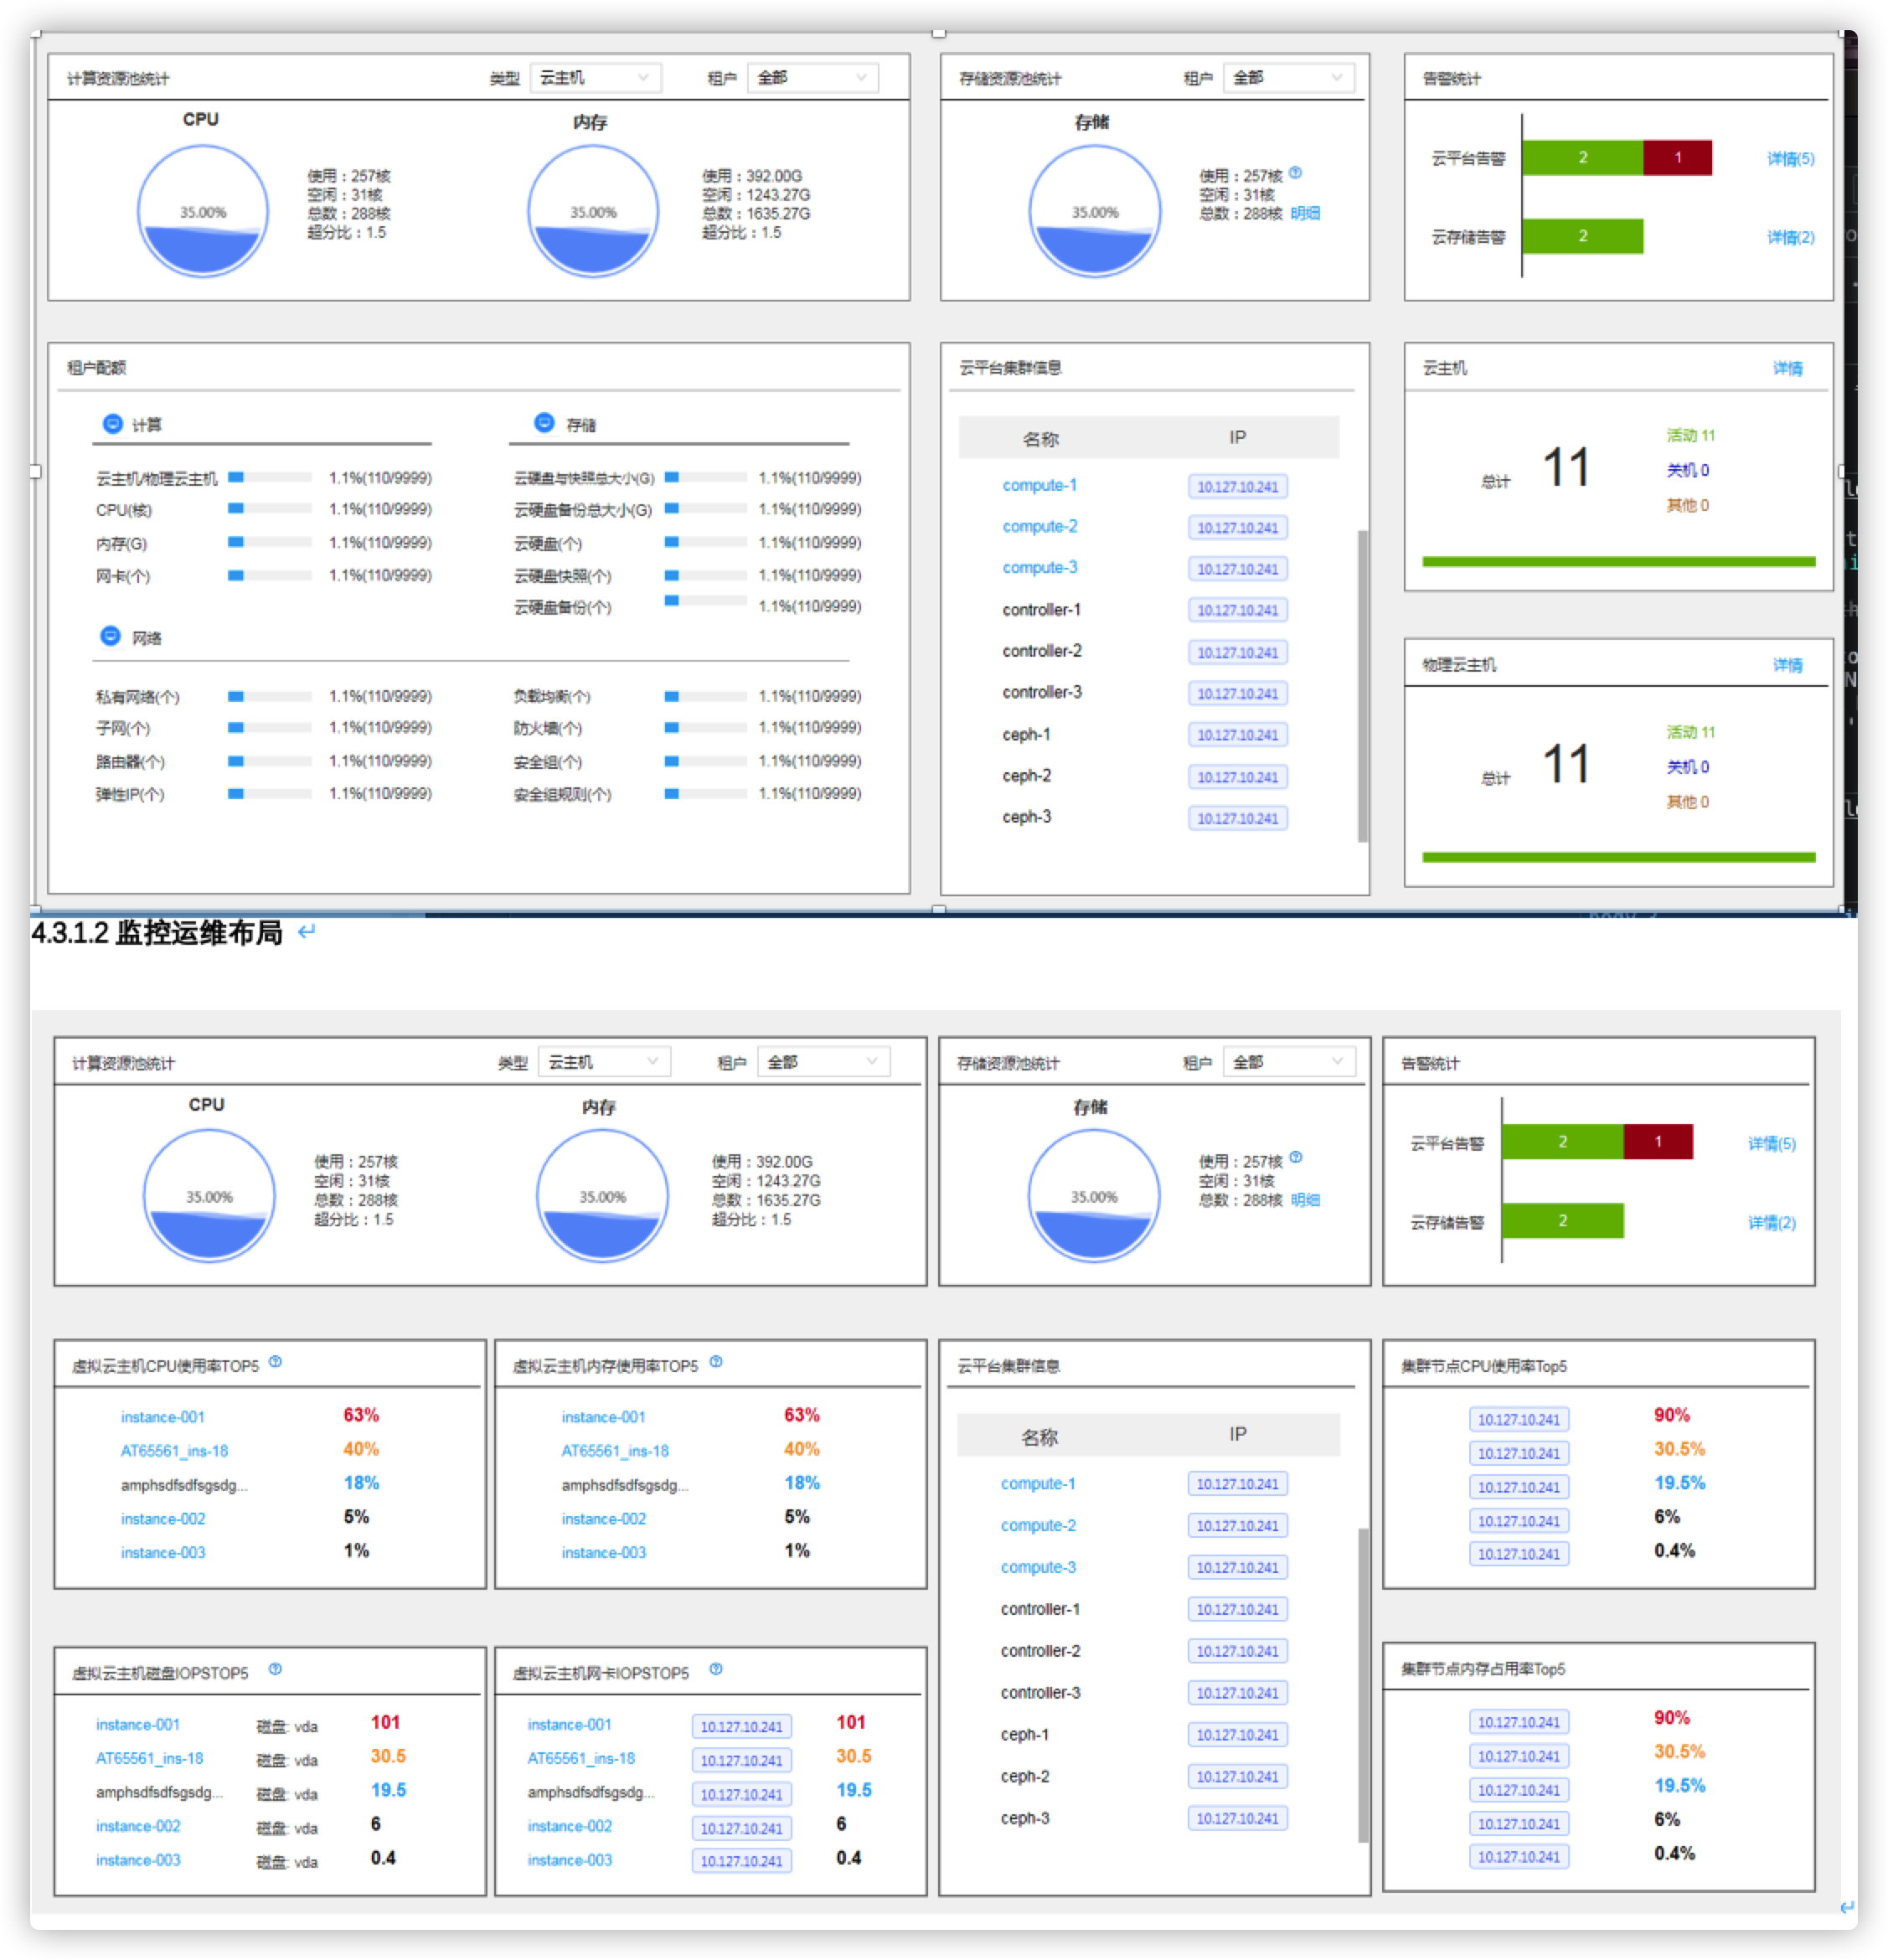 计算资源池统计 类型 云主机 租户 全部
CPU 内存
35.00%
使用：257核
空闲：31核
总数：288核
超分比：1.5
35.00%
使用：392.00G
空闲：1243.27G
总数：1635.27G
超分比：1.5
存储资源池统计 租户 全部
存储
35.00%
使用：257核
空闲：31核
总数：288核 明细
告警统计
云平台告警 2 1 详情(5)
云存储告警 2 详情(2)
租户配额
计算
云主机/物理云主机 1.1%(110/9999)
CPU(核) 1.1%(110/9999)
内存(G) 1.1%(110/9999)
网卡(个) 1.1%(110/9999)
存储
云硬盘与快照总大小(G) 1.1%(110/9999)
云硬盘备份总大小(G) 1.1%(110/9999)
云硬盘(个) 1.1%(110/9999)
云硬盘快照(个) 1.1%(110/9999)
云硬盘备份(个) 1.1%(110/9999)
网络
私有网络(个) 1.1%(110/9999)
子网(个) 1.1%(110/9999)
路由器(个) 1.1%(110/9999)
弹性IP(个) 1.1%(110/9999)
负载均衡(个) 1.1%(110/9999)
防火墙(个) 1.1%(110/9999)
安全组(个) 1.1%(110/9999)
安全组规则(个) 1.1%(110/9999)
云平台集群信息
名称 IP
compute-1 10.127.10.241
compute-2 10.127.10.241
compute-3 10.127.10.241
controller-1 10.127.10.241
controller-2 10.127.10.241
controller-3 10.127.10.241
ceph-1 10.127.10.241
ceph-2 10.127.10.241
ceph-3 10.127.10.241
云主机 详情
总计 11
活动 11
关机 0
其他 0
物理云主机 详情
总计 11
活动 11
关机 0
其他 0
4.3.1.2 监控运维布局
计算资源池统计 类型 云主机 租户 全部
CPU 内存
35.00%
使用：257核
空闲：31核
总数：288核
超分比：1.5
35.00%
使用：392.00G
空闲：1243.27G
总数：1635.27G
超分比：1.5
存储资源池统计 租户 全部
存储
35.00%
使用：257核
空闲：31核
总数：288核 明细
告警统计
云平台告警 2 1 详情(5)
云存储告警 2 详情(2)
虚拟云主机CPU使用率TOP5
instance-001 63%
AT65561_ins-18 40%
amphsdfsdfsgsdg... 18%
instance-002 5%
instance-003 1%
虚拟云主机内存使用率TOP5
instance-001 63%
AT65561_ins-18 40%
amphsdfsdfsgsdg... 18%
instance-002 5%
instance-003 1%
云平台集群信息
名称 IP
compute-1 10.127.10.241
compute-2 10.127.10.241
compute-3 10.127.10.241
controller-1 10.127.10.241
controller-2 10.127.10.241
controller-3 10.127.10.241
ceph-1 10.127.10.241
ceph-2 10.127.10.241
ceph-3 10.127.10.241
集群节点CPU使用率Top5
10.127.10.241 90%
10.127.10.241 30.5%
10.127.10.241 19.5%
10.127.10.241 6%
10.127.10.241 0.4%
虚拟云主机磁盘IOPSTOP5
instance-001 磁盘: vda 101
AT65561_ins-18 磁盘: vda 30.5
amphsdfsdfsgsdg... 磁盘: vda 19.5
instance-002 磁盘: vda 6
instance-003 磁盘: vda 0.4
虚拟云主机网卡IOPSTOP5
instance-001 10.127.10.241 101
AT65561_ins-18 10.127.10.241 30.5
amphsdfsdfsgsdg... 10.127.10.241 19.5
instance-002 10.127.10.241 6
instance-003 10.127.10.241 0.4
集群节点内存占用率Top5
10.127.10.241 90%
10.127.10.241 30.5%
10.127.10.241 19.5%
10.127.10.241 6%
10.127.10.241 0.4%